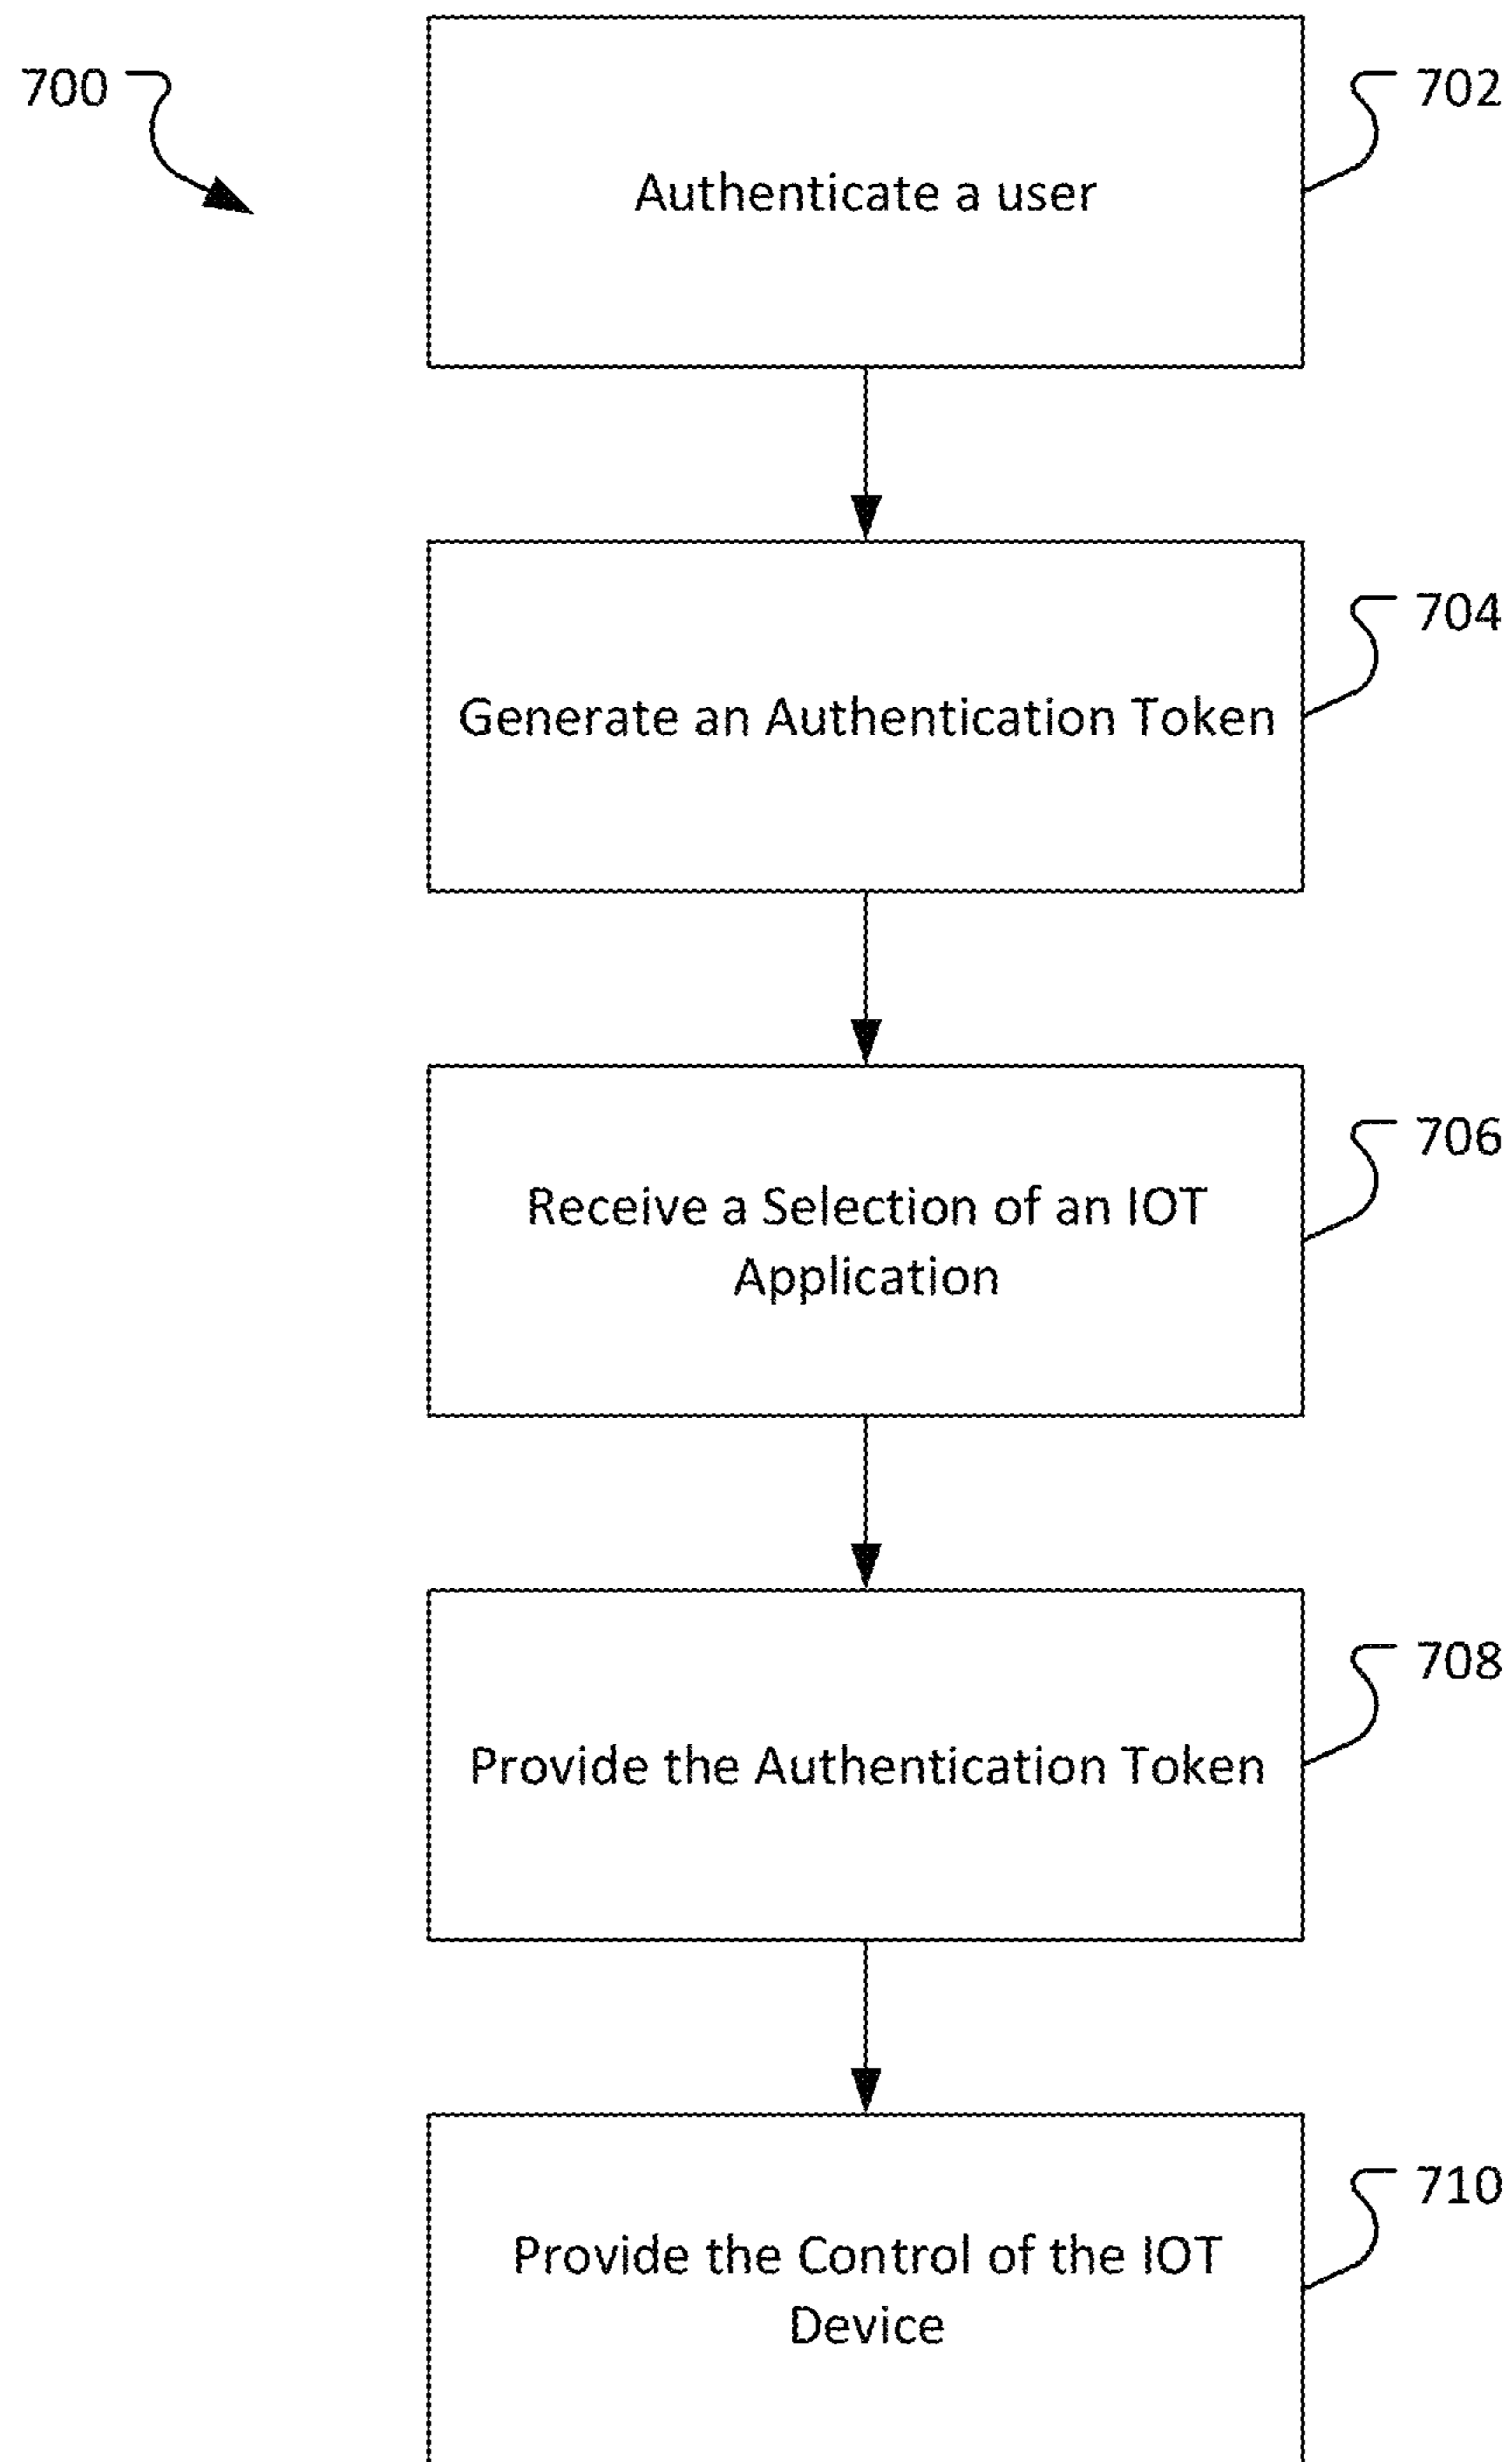 700
702
Authenticate a user
704
Generate an Authentication Token
706
Receive a Selection of an IOT
Application
708
Provide the Authentication Token
710
Provide the Control of the IOT
Device